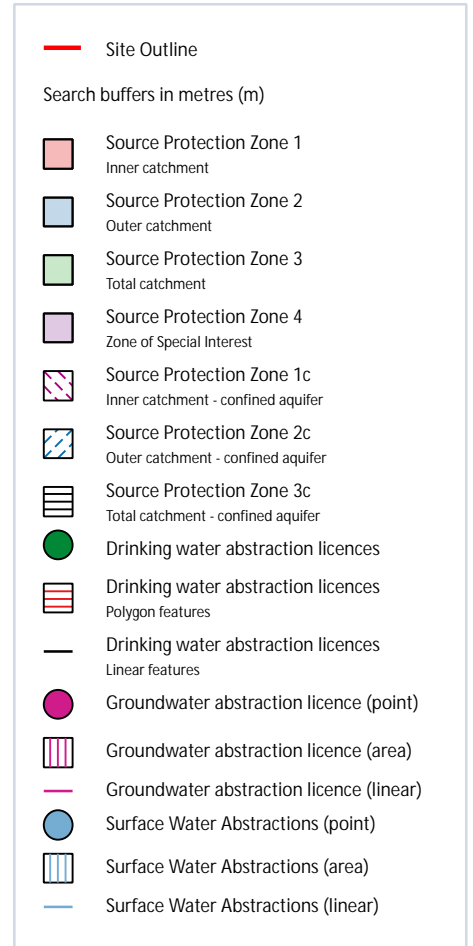 Site Outline
Search buffers in metres (m)
Source Protection Zone 1
Inner catchment
Source Protection Zone 2
Outer catchment
Source Protection Zone 3
Total catchment
Source Protection Zone 4
Zone of Special Interest
Source Protection Zone 1c
Inner catchment - confined aquifer
Source Protection Zone 2c
Outer catchment - confined aquifer
Source Protection Zone 3c
Total catchment - confined aquifer
Drinking water abstraction licences
Drinking water abstraction licences
Polygon features
Drinking water abstraction licences
Linear features
Groundwater abstraction licence (point)
Groundwater abstraction licence (area)
Groundwater abstraction licence (linear)
Surface Water Abstractions (point)
Surface Water Abstractions (area)
Surface Water Abstractions (linear)